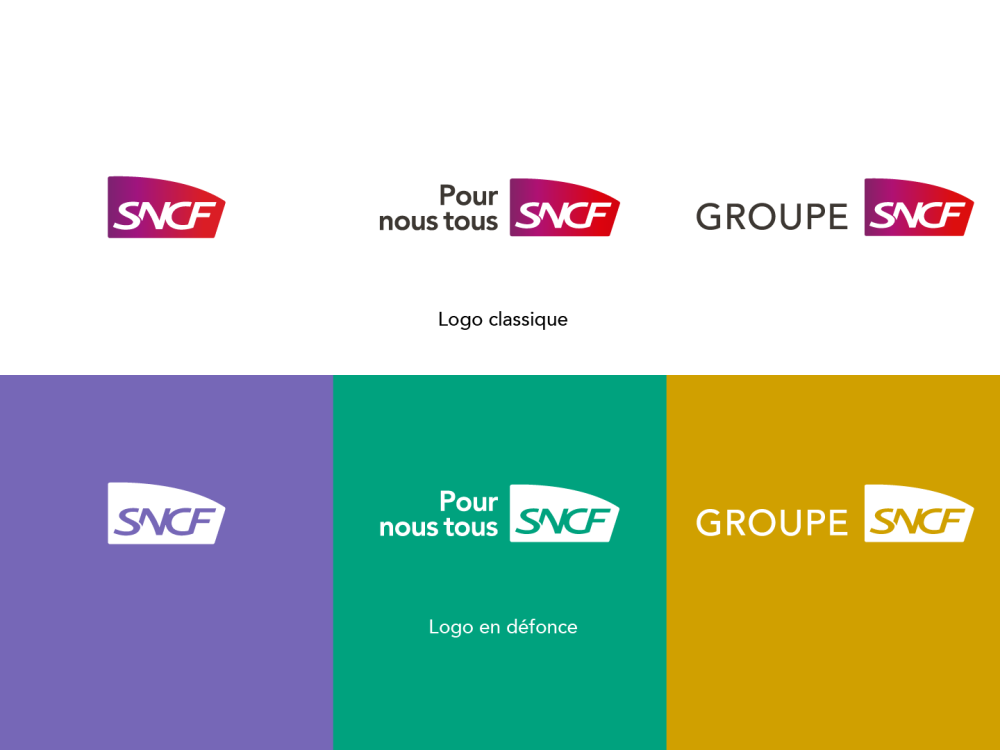 SNCF
Pour
nous tous
SNCF
GROUPE SNCF
Logo classique
SNCF
Pour
nous tous
SNCF
GROUPE SNCF
Logo en défonce